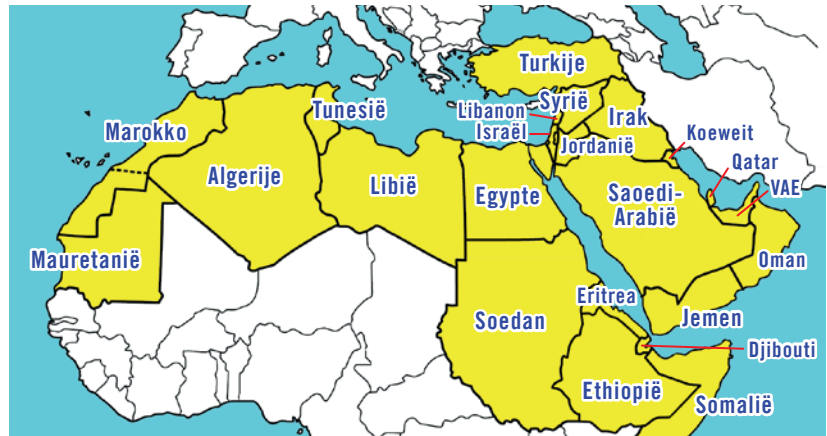 Turkije
Tunesië
Syrië
Libanon
Irak
Marokko
Israël
Koeweit
Jordanië
Qatar
Algerije
Libië
Egypte
Saoedi-
Arabië
VAE
Mauretanië
Oman
Eritrea
Soedan
Jemen
Djibouti
Ethiopië
Somalië